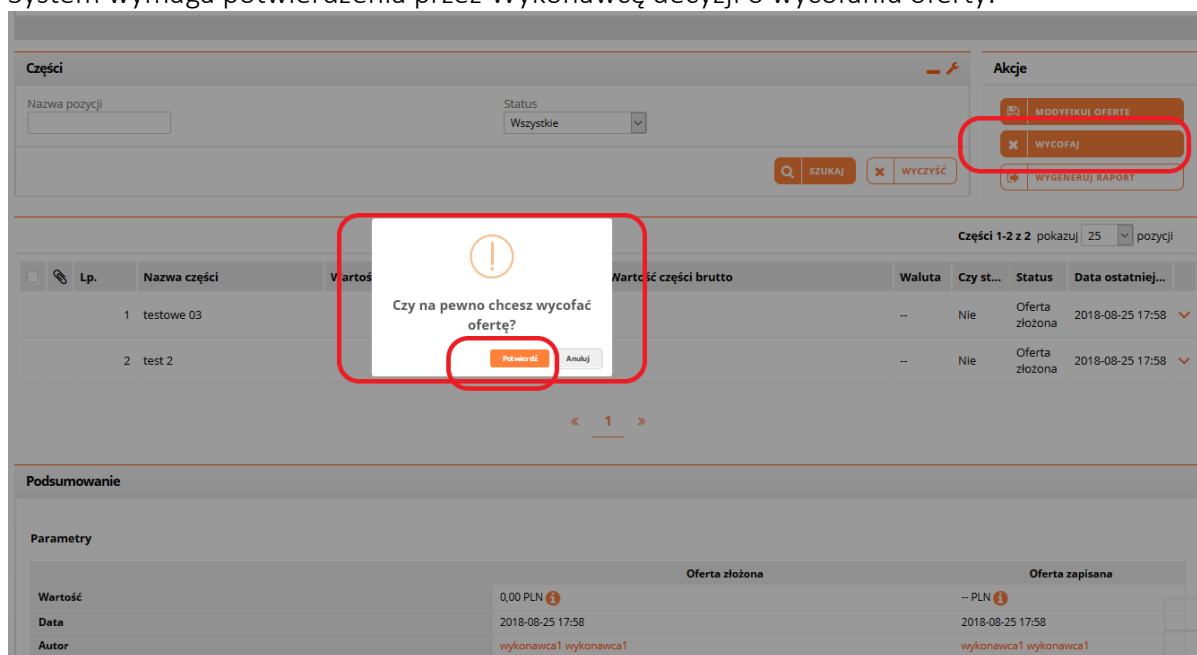 System wymaga potwierdzenia przez Wykonawcę decyzji o wycofaniu oferty.
Części
Akcje
Nazwa pozycji
Status
Wszystkie
MODYFIKUJ OFERTĘ
WYCOFAJ
SZUKAJ
WYCZYŚĆ
WYGENERUJ RAPORT
Części 1-2 z 2 pokazuj 25 pozycji
Lp. Nazwa części Wartoś Wartość części brutto Waluta Czy st... Status Data ostatniej...
1 testowe 03 -- Nie Oferta złożona 2018-08-25 17:58
2 test 2 -- Nie Oferta złożona 2018-08-25 17:58
Czy na pewno chcesz wycofać
ofertę?
Potwierdź Anuluj
« 1 »
Podsumowanie
Parametry
Oferta złożona Oferta zapisana
Wartość 0,00 PLN -- PLN
Data 2018-08-25 17:58 2018-08-25 17:58
Autor wykonawca1 wykonawca1 wykonawca1 wykonawca1